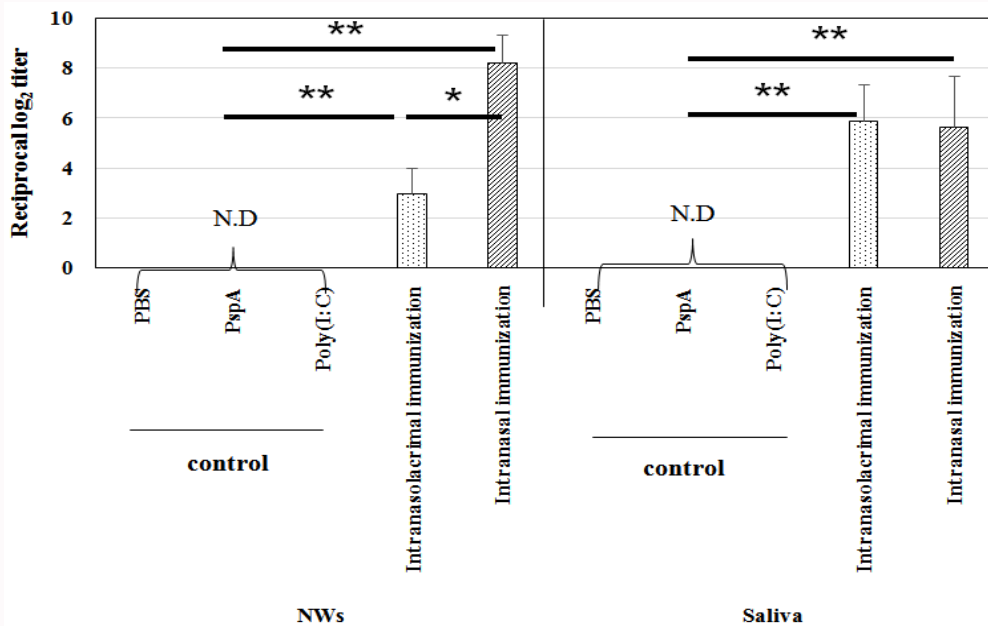 Reciprocal log2 titer
10
8
6
4
2
0
**
**
*
**
**
N.D
N.D
PBS
PspA
Poly(I:C)
Intranasolacrimal immunization
Intranasal immunization
PBS
PspA
Poly(I:C)
Intranasolacrimal immunization
Intranasal immunization
control
control
NWs
Saliva